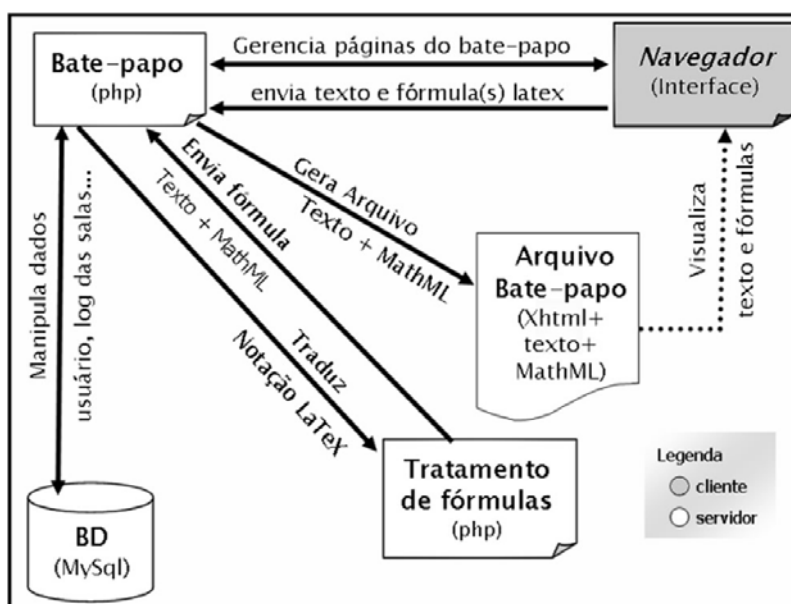 Bate-papo
(php)
Gerencia páginas do bate-papo
envia texto e fórmula(s) latex
Navegador
(Interface)
Envia fórmula
Texto + MathML
Gera Arquivo
Texto + MathML
Visualiza
texto e fórmulas
Manipula dados
usuário, log das salas...
Arquivo
Bate-papo
(Xhtml+
texto+
MathML)
Traduz
Notação LaTeX
Tratamento
de fórmulas
(php)
BD
(MySql)
Legenda
cliente
servidor